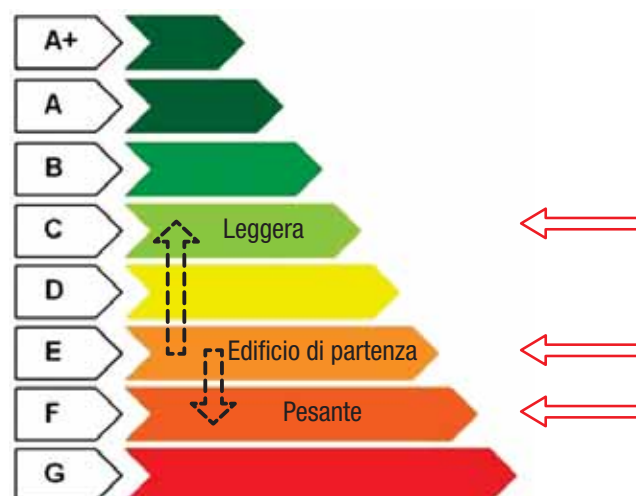 A+
A
B
C Leggera
D
E Edificio di partenza
F Pesante
G